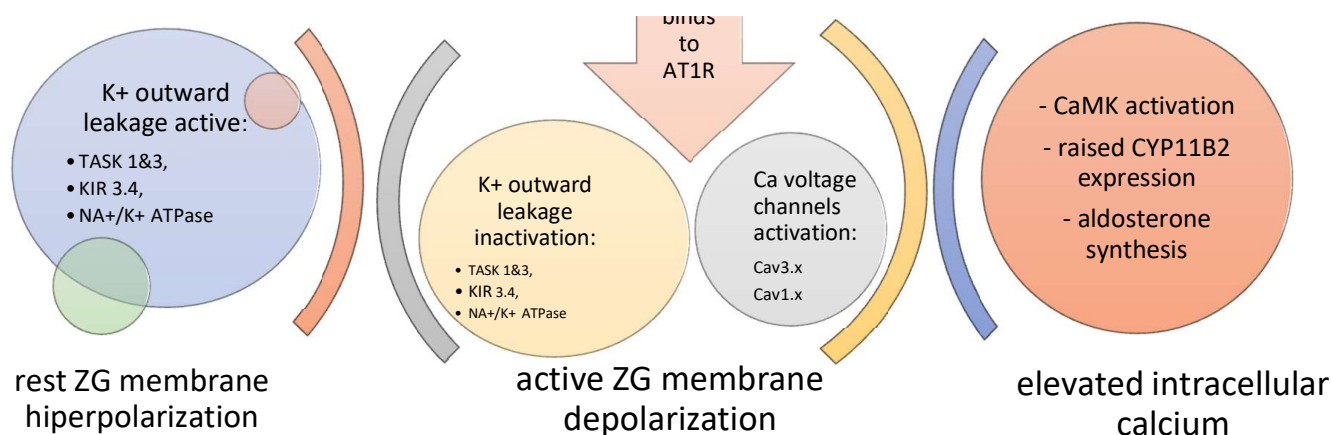 K+ outward
leakage active:
• TASK 1&3,
• KIR 3.4,
• NA+/K+ ATPase
rest ZG membrane
hiperpolarization
binds
to
AT1R
K+ outward
leakage
inactivation:
• TASK 1&3,
• KIR 3.4,
• NA+/K+ ATPase
Ca voltage
channels
activation:
Cav3.x
Cav1.x
active ZG membrane
depolarization
- CaMK activation
- raised CYP11B2
expression
- aldosterone
synthesis
elevated intracellular
calcium